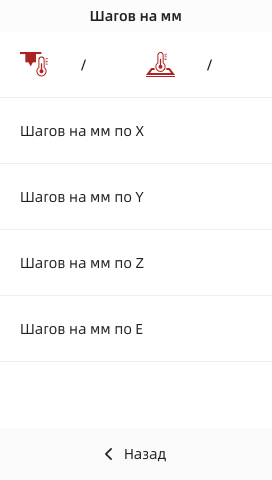 Шагов на мм
/ /
Шагов на мм по X
Шагов на мм по Y
Шагов на мм по Z
Шагов на мм по E
Назад